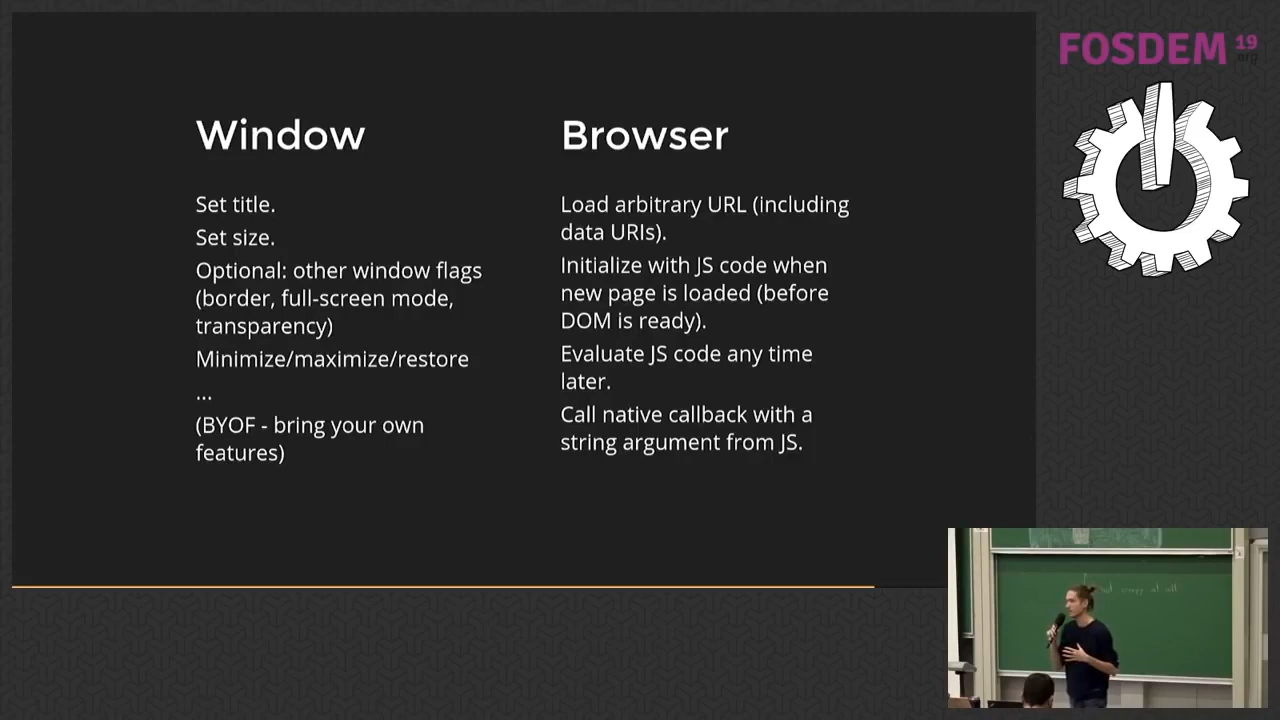 FOSDEM 19
.org
Window
Set title.
Set size.
Optional: other window flags
(border, full-screen mode,
transparency)
Minimize/maximize/restore
...
(BYOF - bring your own
features)
Browser
Load arbitrary URL (including
data URIs).
Initialize with JS code when
new page is loaded (before
DOM is ready).
Evaluate JS code any time
later.
Call native callback with a
string argument from JS.
at all